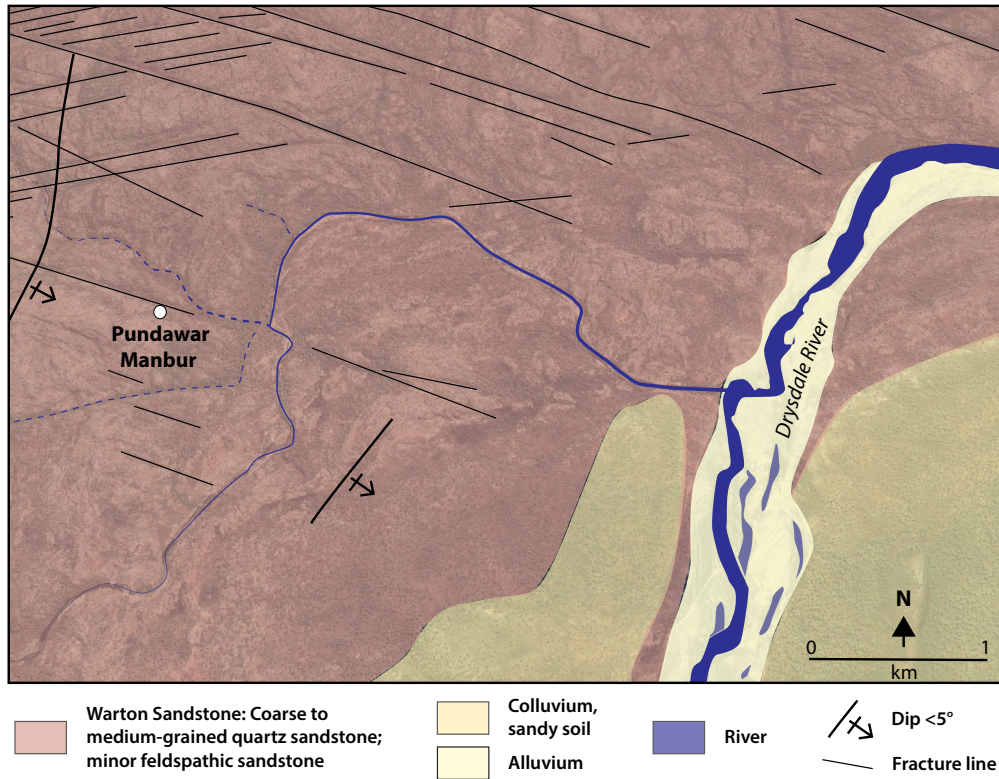 Pundawar
Manbur
Drysdale River
N
0 1
km
Warton Sandstone: Coarse to
medium-grained quartz sandstone;
minor feldspathic sandstone
Colluvium,
sandy soil
Alluvium
River
Dip <5°
Fracture line